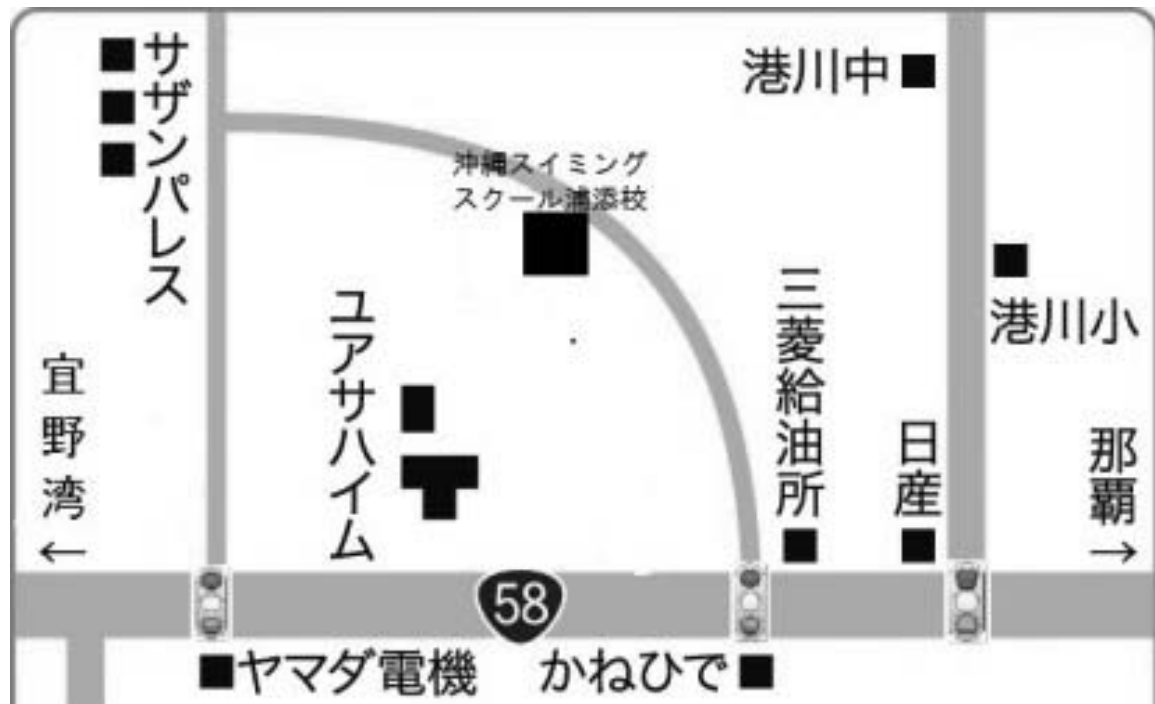 サザンパレス
港川中
沖縄スイミング
スクール浦添校
港川小
三菱給油所
ユアサハイム
宜野湾←
日産
那覇→
58
ヤマダ電機
かねひで